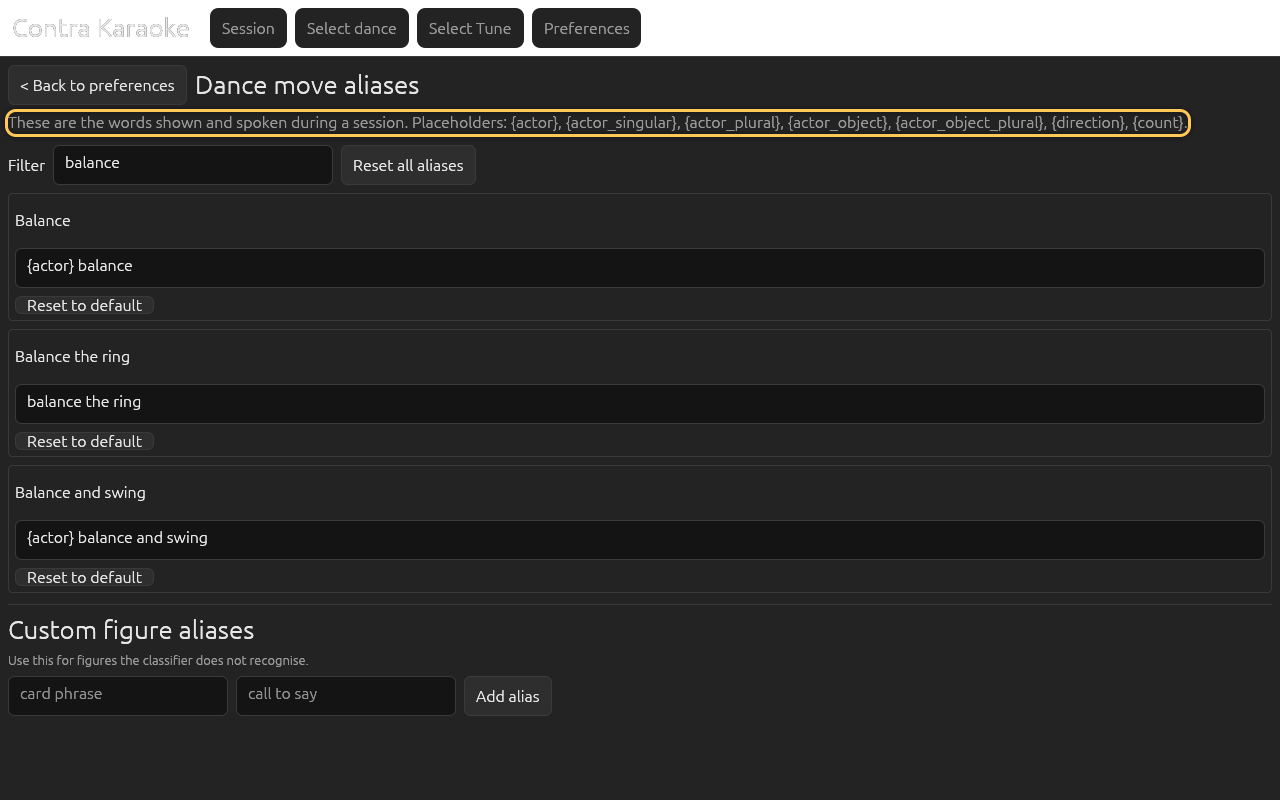 Contra Karaoke Session Select dance Select Tune Preferences
< Back to preferences Dance move aliases
These are the words shown and spoken during a session. Placeholders: {actor}, {actor_singular}, {actor_plural}, {actor_object}, {actor_object_plural}, {direction}, {count}.
Filter balance Reset all aliases
Balance
{actor} balance
Reset to default
Balance the ring
balance the ring
Reset to default
Balance and swing
{actor} balance and swing
Reset to default
Custom figure aliases
Use this for figures the classifier does not recognise.
card phrase call to say Add alias